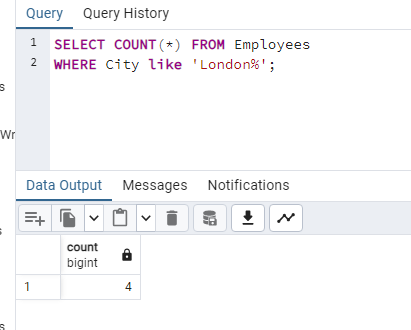 Query Query History
1 SELECT COUNT(*) FROM Employees
2 WHERE City like 'London%';
s
Wr
Data Output Messages Notifications
s
count
bigint
1 4
s